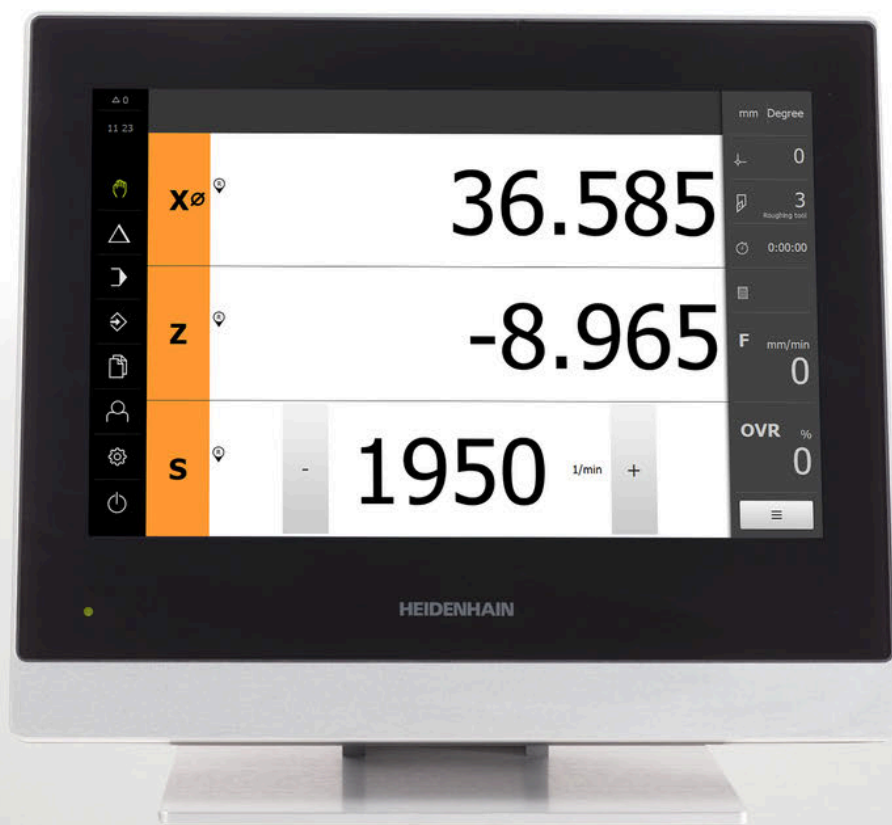 0
11 23
mm Degree
X⌀ R 36.585
0
3
Roughing tool
0:00:00
Z R -8.965
F mm/min
0
S R - 1950 1/min +
OVR %
0
HEIDENHAIN